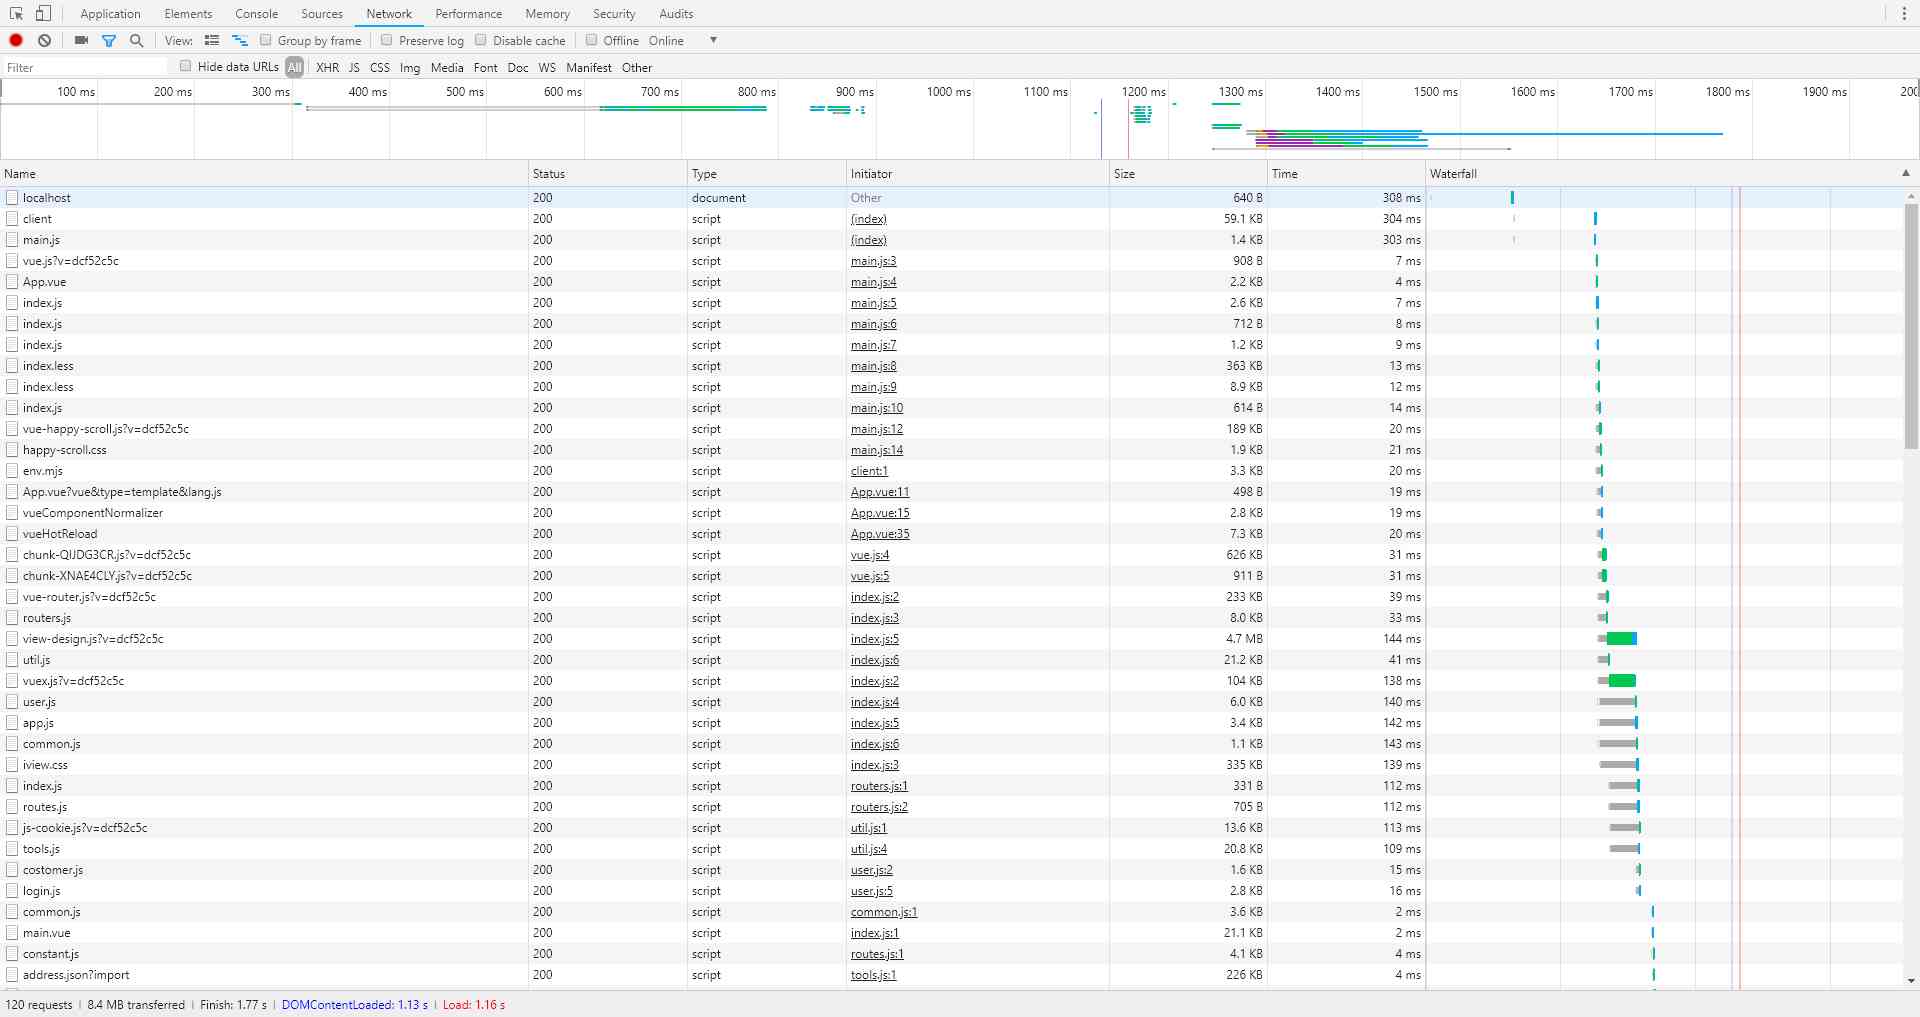 Application Elements Console Sources Network Performance Memory Security Audits
View: Group by frame Preserve log Disable cache Offline Online
Filter Hide data URLs All XHR JS CSS Img Media Font Doc WS Manifest Other
100 ms 200 ms 300 ms 400 ms 500 ms 600 ms 700 ms 800 ms 900 ms 1000 ms 1100 ms 1200 ms 1300 ms 1400 ms 1500 ms 1600 ms 1700 ms 1800 ms 1900 ms 200
Name Status Type Initiator Size Time Waterfall
localhost 200 document Other 640 B 308 ms
client 200 script (index) 59.1 KB 304 ms
main.js 200 script (index) 1.4 KB 303 ms
vue.js?v=dcf52c5c 200 script main.js:3 908 B 7 ms
App.vue 200 script main.js:4 2.2 KB 4 ms
index.js 200 script main.js:5 2.6 KB 7 ms
index.js 200 script main.js:6 712 B 8 ms
index.js 200 script main.js:7 1.2 KB 9 ms
index.less 200 script main.js:8 363 KB 13 ms
index.less 200 script main.js:9 8.9 KB 12 ms
index.js 200 script main.js:10 614 B 14 ms
vue-happy-scroll.js?v=dcf52c5c 200 script main.js:12 189 KB 20 ms
happy-scroll.css 200 script main.js:14 1.9 KB 21 ms
env.mjs 200 script client:1 3.3 KB 20 ms
App.vue?vue&type=template&lang.js 200 script App.vue:11 498 B 19 ms
vueComponentNormalizer 200 script App.vue:15 2.8 KB 19 ms
vueHotReload 200 script App.vue:35 7.3 KB 20 ms
chunk-QIJDG3CR.js?v=dcf52c5c 200 script vue.js:4 626 KB 31 ms
chunk-XNAE4CLY.js?v=dcf52c5c 200 script vue.js:5 911 B 31 ms
vue-router.js?v=dcf52c5c 200 script index.js:2 233 KB 39 ms
routers.js 200 script index.js:3 8.0 KB 33 ms
view-design.js?v=dcf52c5c 200 script index.js:5 4.7 MB 144 ms
util.js 200 script index.js:6 21.2 KB 41 ms
vuex.js?v=dcf52c5c 200 script index.js:2 104 KB 138 ms
user.js 200 script index.js:4 6.0 KB 140 ms
app.js 200 script index.js:5 3.4 KB 142 ms
common.js 200 script index.js:6 1.1 KB 143 ms
iview.css 200 script index.js:3 335 KB 139 ms
index.js 200 script routers.js:1 331 B 112 ms
routes.js 200 script routers.js:2 705 B 112 ms
js-cookie.js?v=dcf52c5c 200 script util.js:1 13.6 KB 113 ms
tools.js 200 script util.js:4 20.8 KB 109 ms
costomer.js 200 script user.js:2 1.6 KB 15 ms
login.js 200 script user.js:5 2.8 KB 16 ms
common.js 200 script common.js:1 3.6 KB 2 ms
main.vue 200 script index.js:1 21.1 KB 2 ms
constant.js 200 script routes.js:1 4.1 KB 4 ms
address.json?import 200 script tools.js:1 226 KB 4 ms
120 requests | 8.4 MB transferred | Finish: 1.77 s | DOMContentLoaded: 1.13 s | Load: 1.16 s